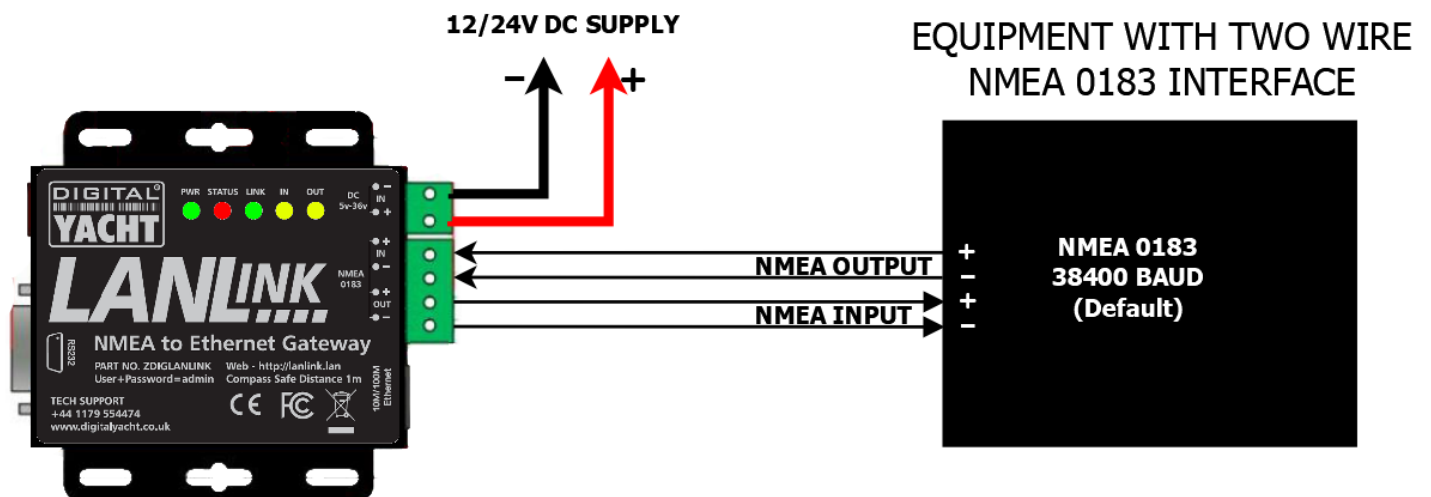 12/24V DC SUPPLY
- +
EQUIPMENT WITH TWO WIRE
NMEA 0183 INTERFACE
DIGITAL®
YACHT
PWR STATUS LINK IN OUT
DC
5v-36v
IN
-
+
LANLINK
NMEA
0183
+
IN
-
+
OUT
-
NMEA to Ethernet Gateway
RS232
PART NO. ZDIGLANLINK Web - http://lanlink.lan
User+Password=admin Compass Safe Distance 1m
10M/100M
Ethernet
TECH SUPPORT
+44 1179 554474
www.digitalyacht.co.uk
CE FC
NMEA OUTPUT
NMEA INPUT
+
-
+
-
NMEA 0183
38400 BAUD
(Default)